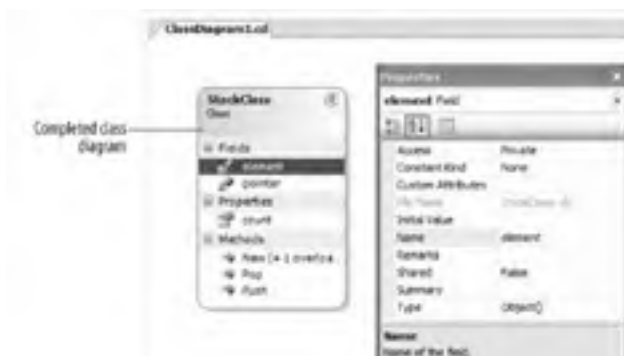 ClassDiagram1.cd
Completed class
diagram
StackClass
Class
Fields
element
pointer
Properties
count
Methods
New (+ 1 overloa...
Pop
Push
Properties
element Field
Access Private
Constant Kind None
Custom Attributes
File Name StackClass.vb
Initial Value
Name element
Remarks
Shared False
Summary
Type Object()
Name
Name of the field.